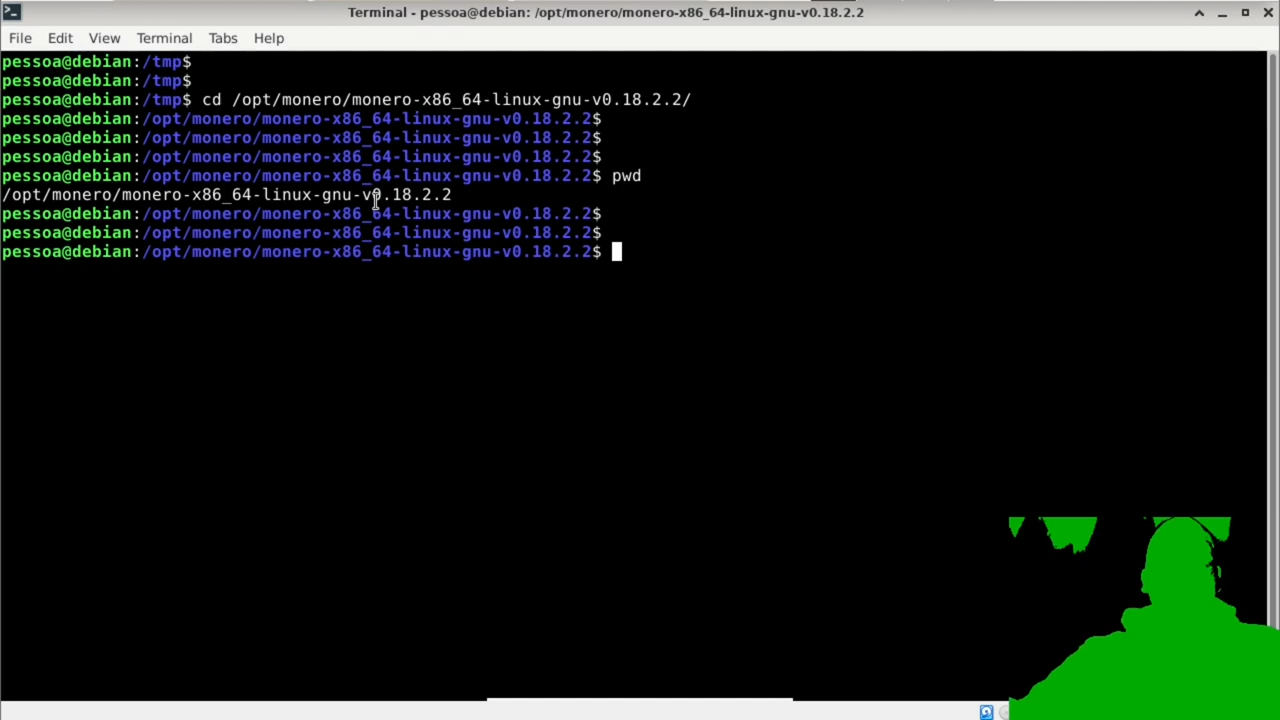 Terminal - pessoa@debian: /opt/monero/monero-x86_64-linux-gnu-v0.18.2.2
File Edit View Terminal Tabs Help
pessoa@debian:/tmp$
pessoa@debian:/tmp$
pessoa@debian:/tmp$ cd /opt/monero/monero-x86_64-linux-gnu-v0.18.2.2/
pessoa@debian:/opt/monero/monero-x86_64-linux-gnu-v0.18.2.2$
pessoa@debian:/opt/monero/monero-x86_64-linux-gnu-v0.18.2.2$
pessoa@debian:/opt/monero/monero-x86_64-linux-gnu-v0.18.2.2$
pessoa@debian:/opt/monero/monero-x86_64-linux-gnu-v0.18.2.2$ pwd
/opt/monero/monero-x86_64-linux-gnu-v0.18.2.2
pessoa@debian:/opt/monero/monero-x86_64-linux-gnu-v0.18.2.2$
pessoa@debian:/opt/monero/monero-x86_64-linux-gnu-v0.18.2.2$
pessoa@debian:/opt/monero/monero-x86_64-linux-gnu-v0.18.2.2$